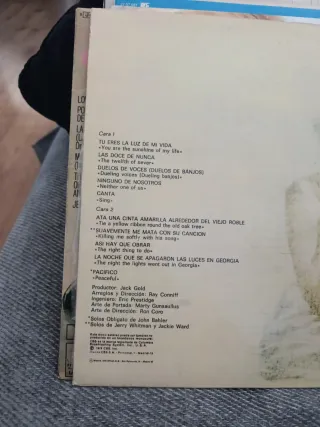 Cara 1
TU ERES LA LUZ DE MI VIDA
«You are the sunshine of my life»
LAS DOCE DE NUNCA
«The twelfth of never»
DUELOS DE VOCES (DUELOS DE BANJOS)
«Dueling voices (Dueling banjos)»
NINGUNO DE NOSOTROS
«Neither one of us»
CANTA
«Sing»
Cara 2
ATA UNA CINTA AMARILLA ALREDEDOR DEL VIEJO ROBLE
«Tie a yellow ribbon round the old oak tree»
**SUAVEMENTE ME MATA CON SU CANCION
«Killing me softly with his song»
ASI HAY QUE OBRAR
«The right thing to do»
LA NOCHE QUE SE APAGARON LAS LUCES EN GEORGIA
«The night the lights went out in Georgia»
*PACIFICO
«Peaceful»
Productor: Jack Gold
Arreglos y Dirección: Ray Conniff
Ingeniero: Eric Prestidge
Arte de Portada: Marty Gunsaullus
Arte de Dirección: Ron Coro
*Solos Obligato de John Bahler
**Solos de Jerry Whitman y Jackie Ward